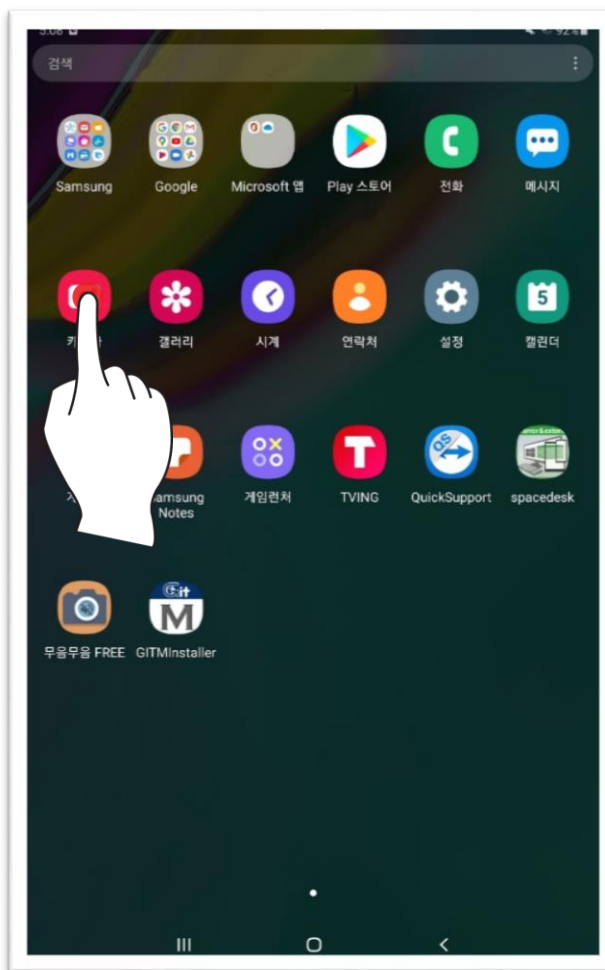 검색
Samsung Google Microsoft 앱 Play 스토어 전화 메시지
갤러리 시계 연락처 설정 5 캘린더
Samsung Notes 게임런처 TVING QuickSupport spacedesk
Git M
무음무음 FREE GITMInstaller